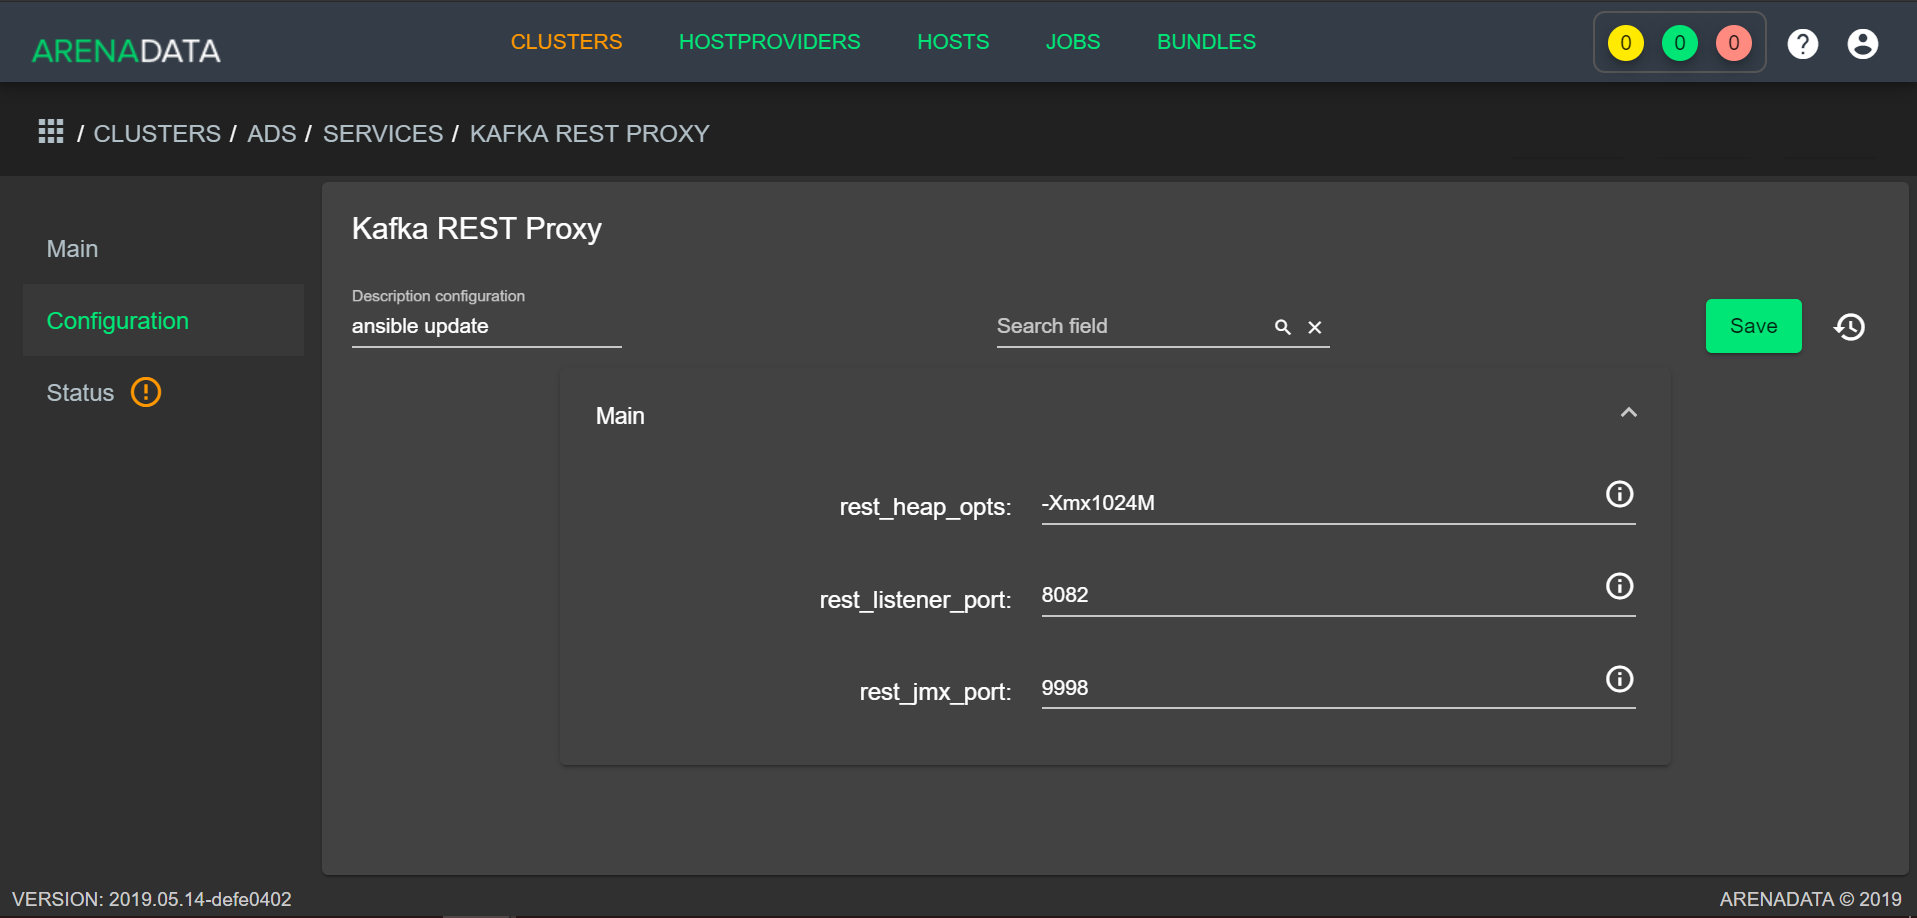 ARENADATA CLUSTERS HOSTPROVIDERS HOSTS JOBS BUNDLES 0 0 0 ?
/ CLUSTERS / ADS / SERVICES / KAFKA REST PROXY
Main
Configuration
Status !
Kafka REST Proxy
Description configuration
ansible update
Search field
Save
Main
rest_heap_opts: -Xmx1024M
rest_listener_port: 8082
rest_jmx_port: 9998
VERSION: 2019.05.14-defe0402
ARENADATA © 2019